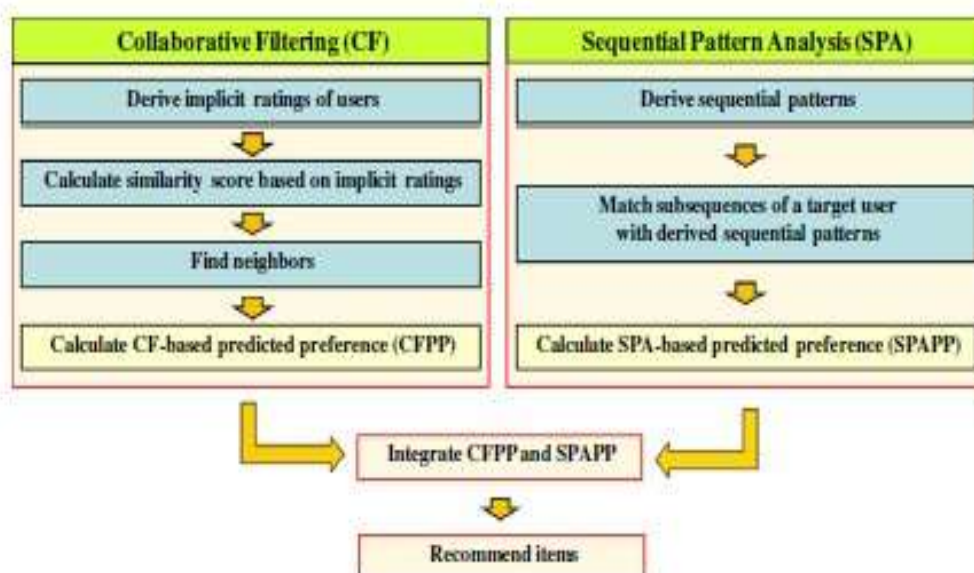 Collaborative Filtering (CF)
Derive implicit ratings of users
Calculate similarity score based on implicit ratings
Find neighbors
Calculate CF-based predicted preference (CFPP)
Sequential Pattern Analysis (SPA)
Derive sequential patterns
Match subsequences of a target user
with derived sequential patterns
Calculate SPA-based predicted preference (SPAPP)
Integrate CFPP and SPAPP
Recommend items